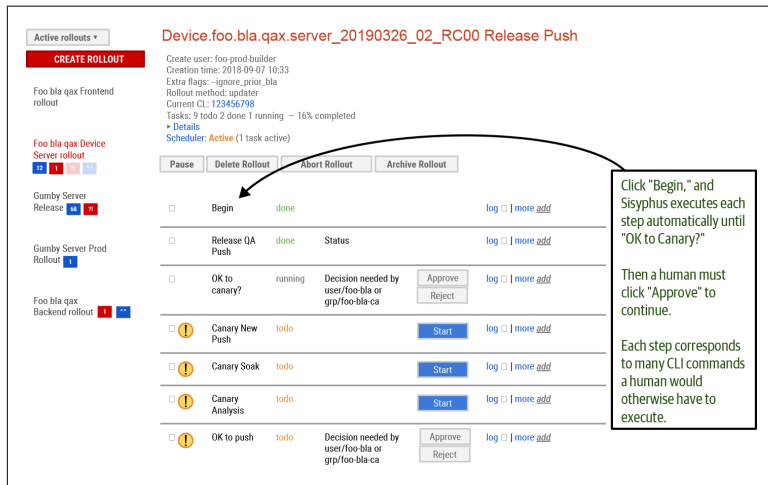 Active rollouts ▾
CREATE ROLLOUT
Foo bla qax Frontend
rollout
Foo bla qax Device
Server rollout
12 1 ?! **
Gumby Server
Release 68 ?!
Gumby Server Prod
Rollout 1
Foo bla qax
Backend rollout 1 **
Device.foo.bla.qax.server_20190326_02_RC00 Release Push
Create user: foo-prod-builder
Creation time: 2018-09-07 10:33
Extra flags: –ignore_prior_bla
Rollout method: updater
Current CL: 123456798
Tasks: 9 todo 2 done 1 running — 16% completed
▸ Details
Scheduler: Active (1 task active)
Pause Delete Rollout Abort Rollout Archive Rollout
Begin done log | more add
Release QA done Status log | more add
Push
OK to running Decision needed by Approve log | more add
canary? user/foo-bla or
grp/foo-bla-ca Reject
! Canary New todo Start log | more add
Push
! Canary Soak todo Start log | more add
! Canary todo Start log | more add
Analysis
! OK to push todo Decision needed by Approve log | more add
user/foo-bla or
grp/foo-bla-ca Reject
Click "Begin," and
Sisyphus executes each
step automatically until
"OK to Canary?"
Then a human must
click "Approve" to
continue.
Each step corresponds
to many CLI commands
a human would
otherwise have to
execute.